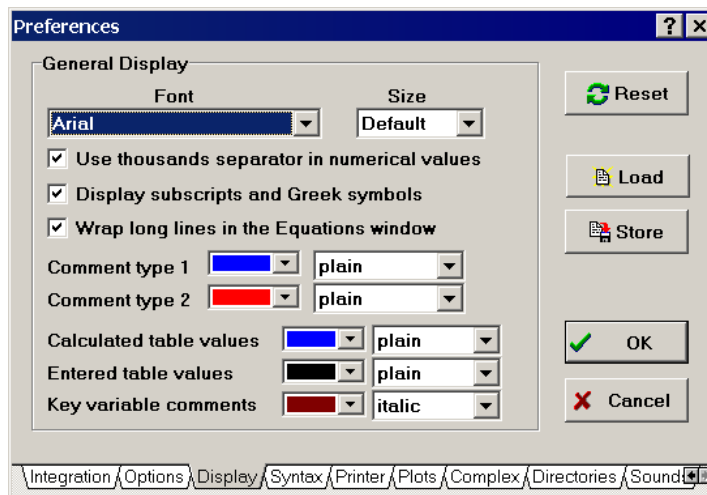 Preferences
General Display
Font Size
Arial Default
Use thousands separator in numerical values
Display subscripts and Greek symbols
Wrap long lines in the Equations window
Comment type 1 plain
Comment type 2 plain
Calculated table values plain
Entered table values plain
Key variable comments italic
Reset
Load
Store
OK
Cancel
Integration Options Display Syntax Printer Plots Complex Directories Sound